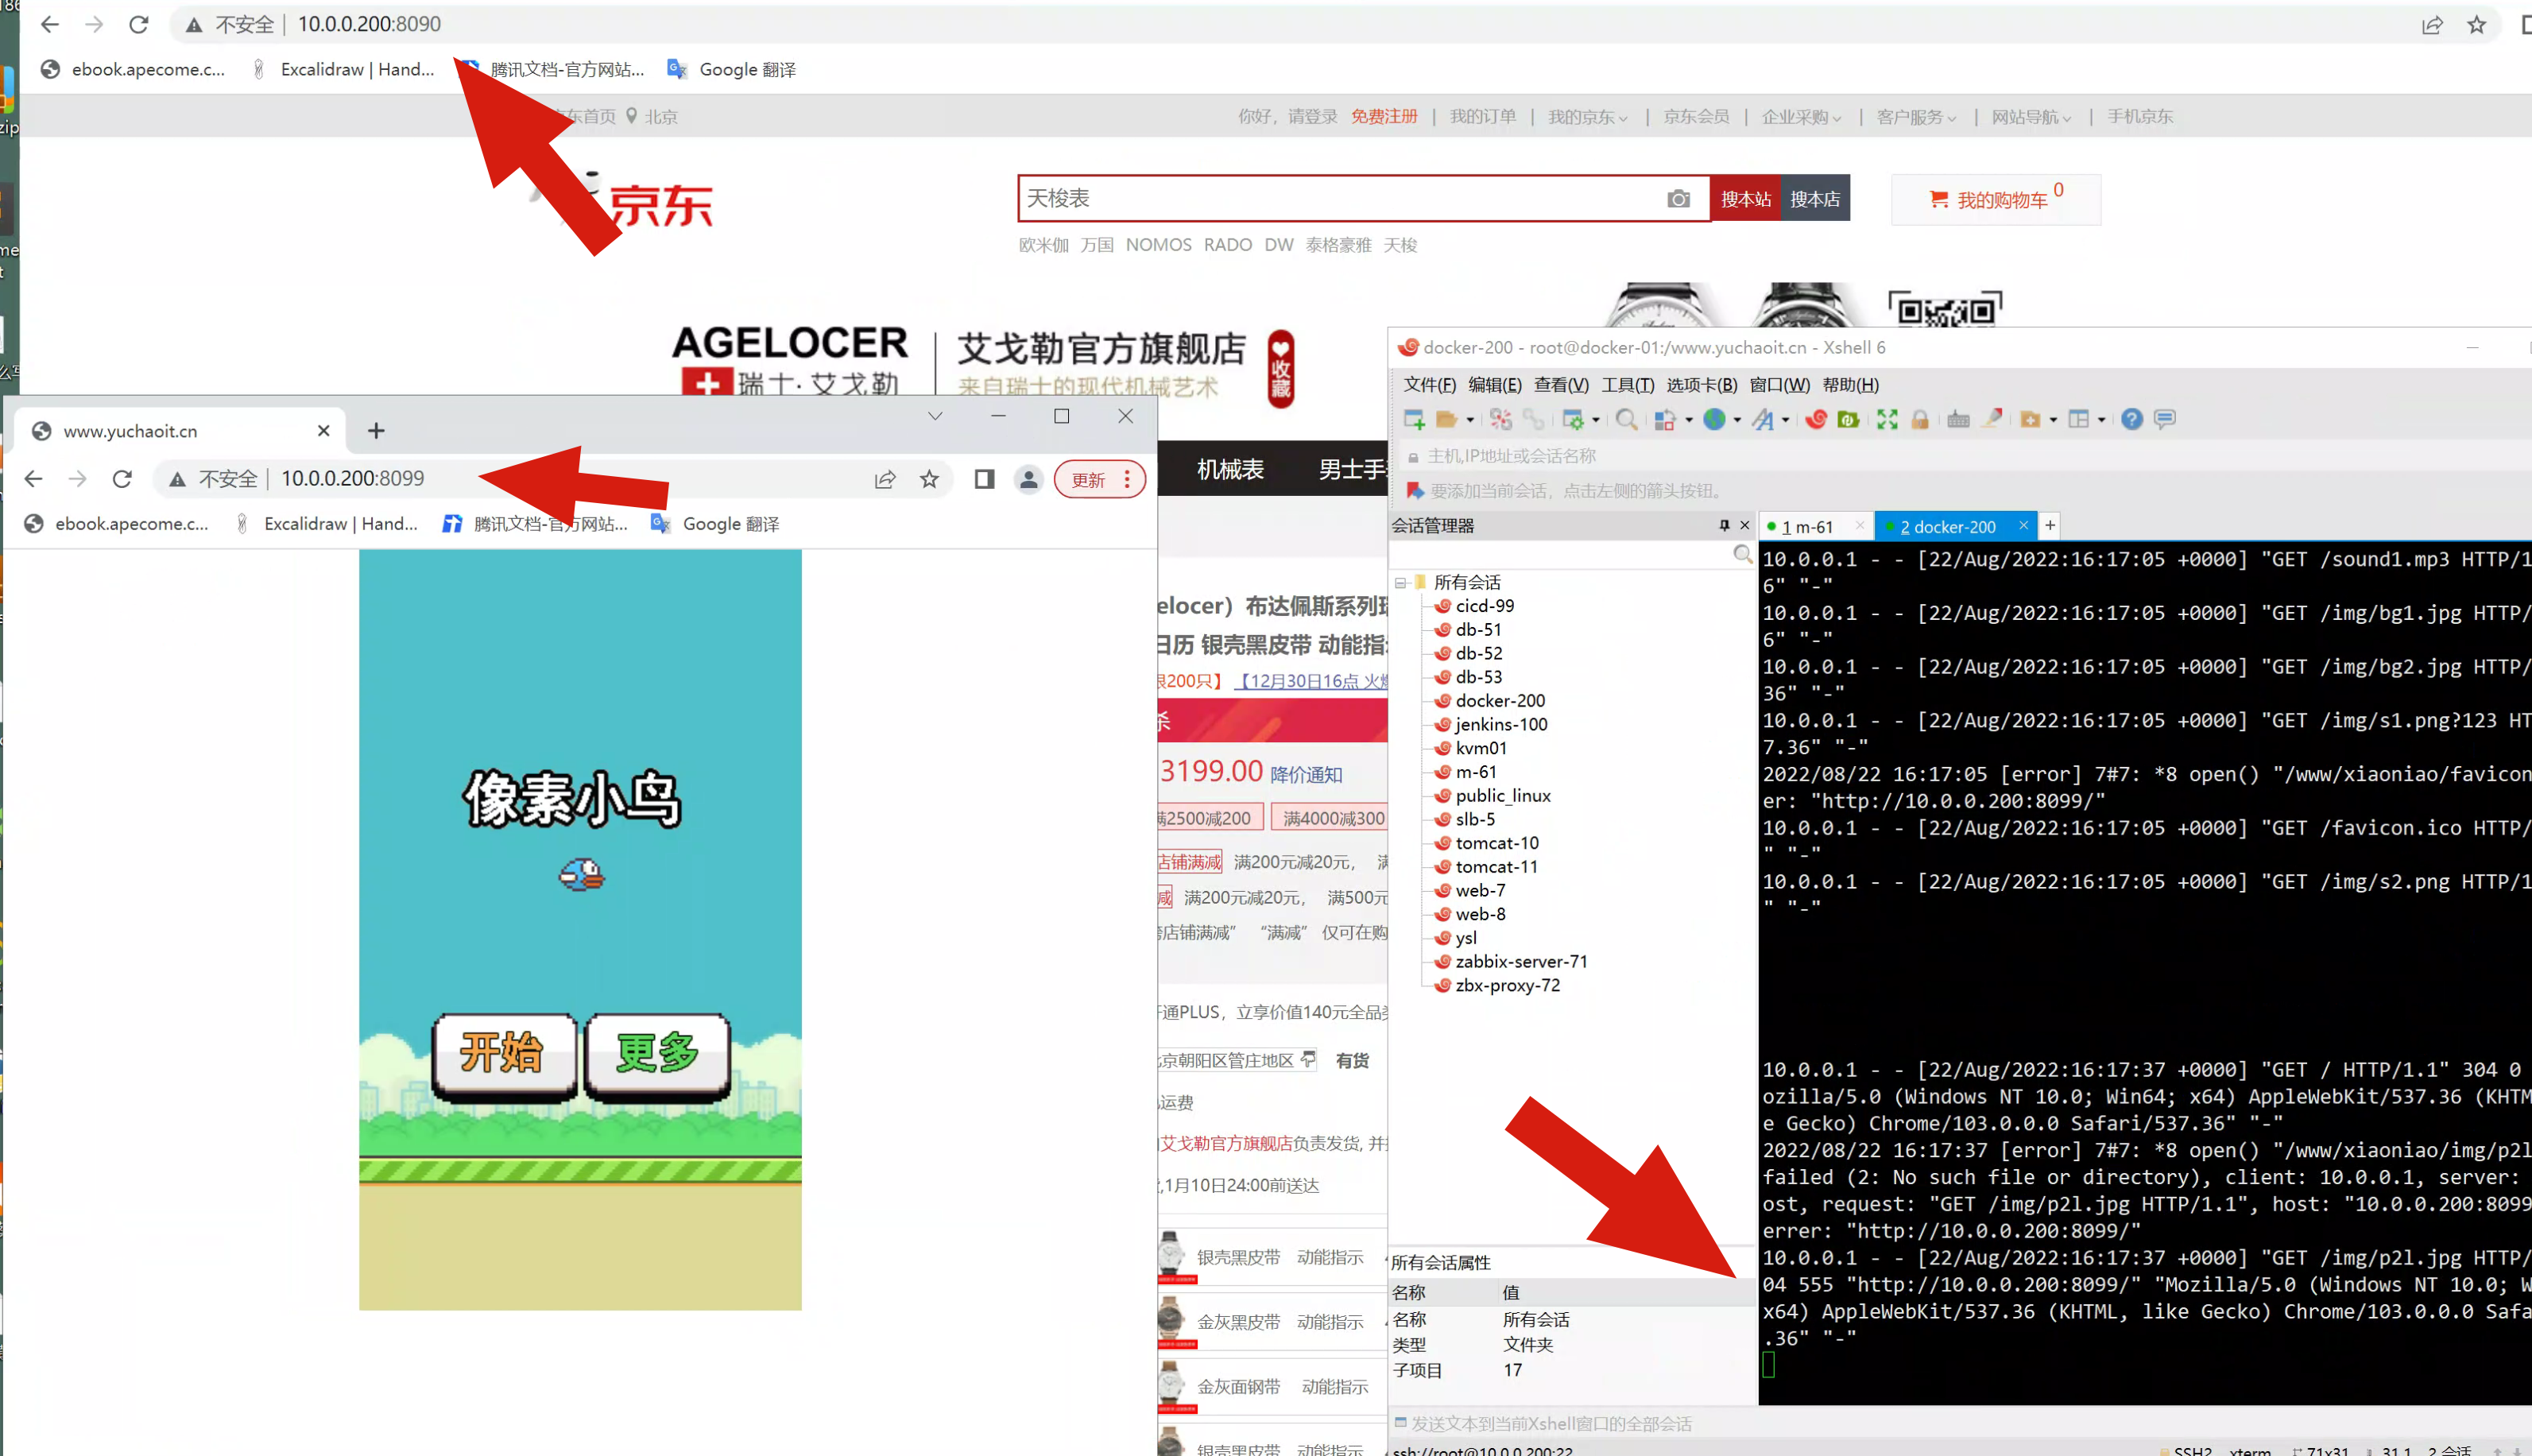 不安全 | 10.0.0.200:8090
ebook.apecome.c... Excalidraw | Hand... 腾讯文档-官方网站... Google 翻译
东首页 北京 你好，请登录 免费注册 | 我的订单 | 我的京东 | 京东会员 | 企业采购 | 客户服务 | 网站导航 | 手机京东
zip
京东
天梭表 搜本站 搜本店 我的购物车 0
欧米伽 万国 NOMOS RADO DW 泰格豪雅 天梭
AGELOCER 艾戈勒官方旗舰店 收藏
瑞士·艾戈勒 来自瑞士的现代机械艺术
机械表 男士手
elocer）布达佩斯系列
日历 银壳黑皮带 动能指
200只】 【12月30日16点 火
3199.00 降价通知
2500减200 满4000减300
店铺满减 满200元减20元，
减 满200元减20元， 满500元
店铺满减” “满减” 仅可在购
通PLUS，立享价值140元全品
京朝阳区管庄地区 有货
运费
艾戈勒官方旗舰店负责发货, 并
,1月10日24:00前送达
银壳黑皮带 动能指示
金灰黑皮带 动能指示
金灰面钢带 动能指示
银壳黑皮带 动能指示
www.yuchaoit.cn
不安全 | 10.0.0.200:8099 更新
ebook.apecome.c... Excalidraw | Hand... 腾讯文档-官方网站... Google 翻译
像素小鸟
开始 更多
docker-200 - root@docker-01:/www.yuchaoit.cn - Xshell 6
文件(F) 编辑(E) 查看(V) 工具(T) 选项卡(B) 窗口(W) 帮助(H)
主机,IP地址或会话名称
要添加当前会话，点击左侧的箭头按钮。
会话管理器
所有会话
cicd-99
db-51
db-52
db-53
docker-200
jenkins-100
kvm01
m-61
public_linux
slb-5
tomcat-10
tomcat-11
web-7
web-8
ysl
zabbix-server-71
zbx-proxy-72
所有会话属性
名称 值
名称 所有会话
类型 文件夹
子项目 17
1 m-61 2 docker-200
10.0.0.1 - - [22/Aug/2022:16:17:05 +0000] "GET /sound1.mp3 HTTP/1
6" "-"
10.0.0.1 - - [22/Aug/2022:16:17:05 +0000] "GET /img/bg1.jpg HTTP/
6" "-"
10.0.0.1 - - [22/Aug/2022:16:17:05 +0000] "GET /img/bg2.jpg HTTP/
36" "-"
10.0.0.1 - - [22/Aug/2022:16:17:05 +0000] "GET /img/s1.png?123 HT
7.36" "-"
2022/08/22 16:17:05 [error] 7#7: *8 open() "/www/xiaoniao/favicon
er: "http://10.0.0.200:8099/"
10.0.0.1 - - [22/Aug/2022:16:17:05 +0000] "GET /favicon.ico HTTP/
" "-"
10.0.0.1 - - [22/Aug/2022:16:17:05 +0000] "GET /img/s2.png HTTP/1
" "-"
10.0.0.1 - - [22/Aug/2022:16:17:37 +0000] "GET / HTTP/1.1" 304 0
ozilla/5.0 (Windows NT 10.0; Win64; x64) AppleWebKit/537.36 (KHTM
e Gecko) Chrome/103.0.0.0 Safari/537.36" "-"
2022/08/22 16:17:37 [error] 7#7: *8 open() "/www/xiaoniao/img/p2l
failed (2: No such file or directory), client: 10.0.0.1, server:
ost, request: "GET /img/p2l.jpg HTTP/1.1", host: "10.0.0.200:8099
errer: "http://10.0.0.200:8099/"
10.0.0.1 - - [22/Aug/2022:16:17:37 +0000] "GET /img/p2l.jpg HTTP/
04 555 "http://10.0.0.200:8099/" "Mozilla/5.0 (Windows NT 10.0; W
x64) AppleWebKit/537.36 (KHTML, like Gecko) Chrome/103.0.0.0 Safa
.36" "-"
发送文本到当前Xshell窗口的全部会话
ssh://root@10.0.0.200:22 SSH2 xterm 71x31 31,1 2 会话